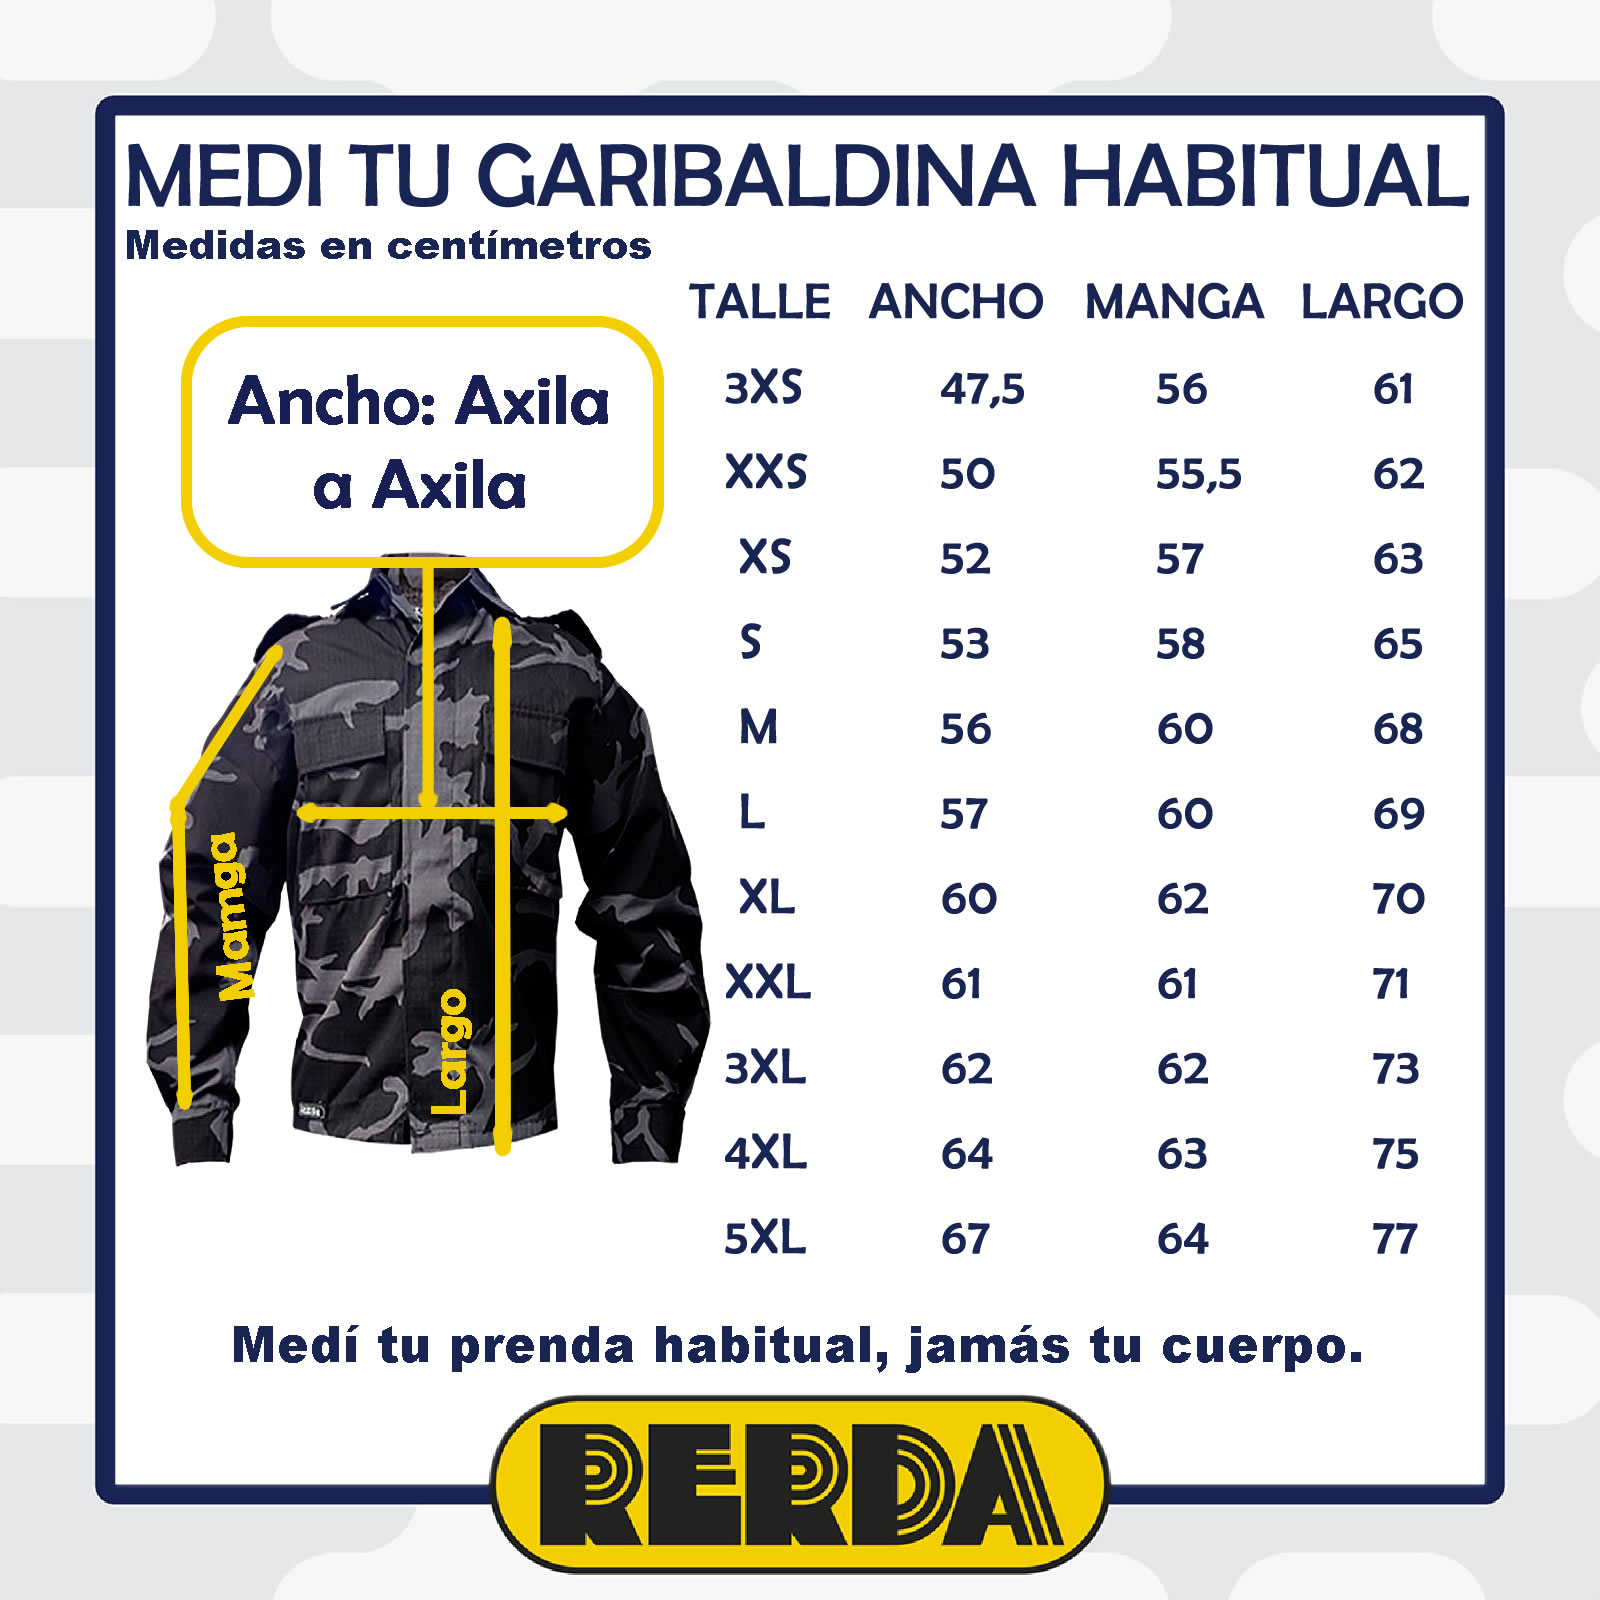 MEDI TU GARIBALDINA HABITUAL
Medidas en centímetros
TALLE ANCHO MANGA LARGO
Ancho: Axila
a Axila
3XS 47,5 56 61
XXS 50 55,5 62
XS 52 57 63
S 53 58 65
M 56 60 68
L 57 60 69
XL 60 62 70
XXL 61 61 71
3XL 62 62 73
4XL 64 63 75
5XL 67 64 77
Mamga
Largo
Medí tu prenda habitual, jamás tu cuerpo.
RERDA